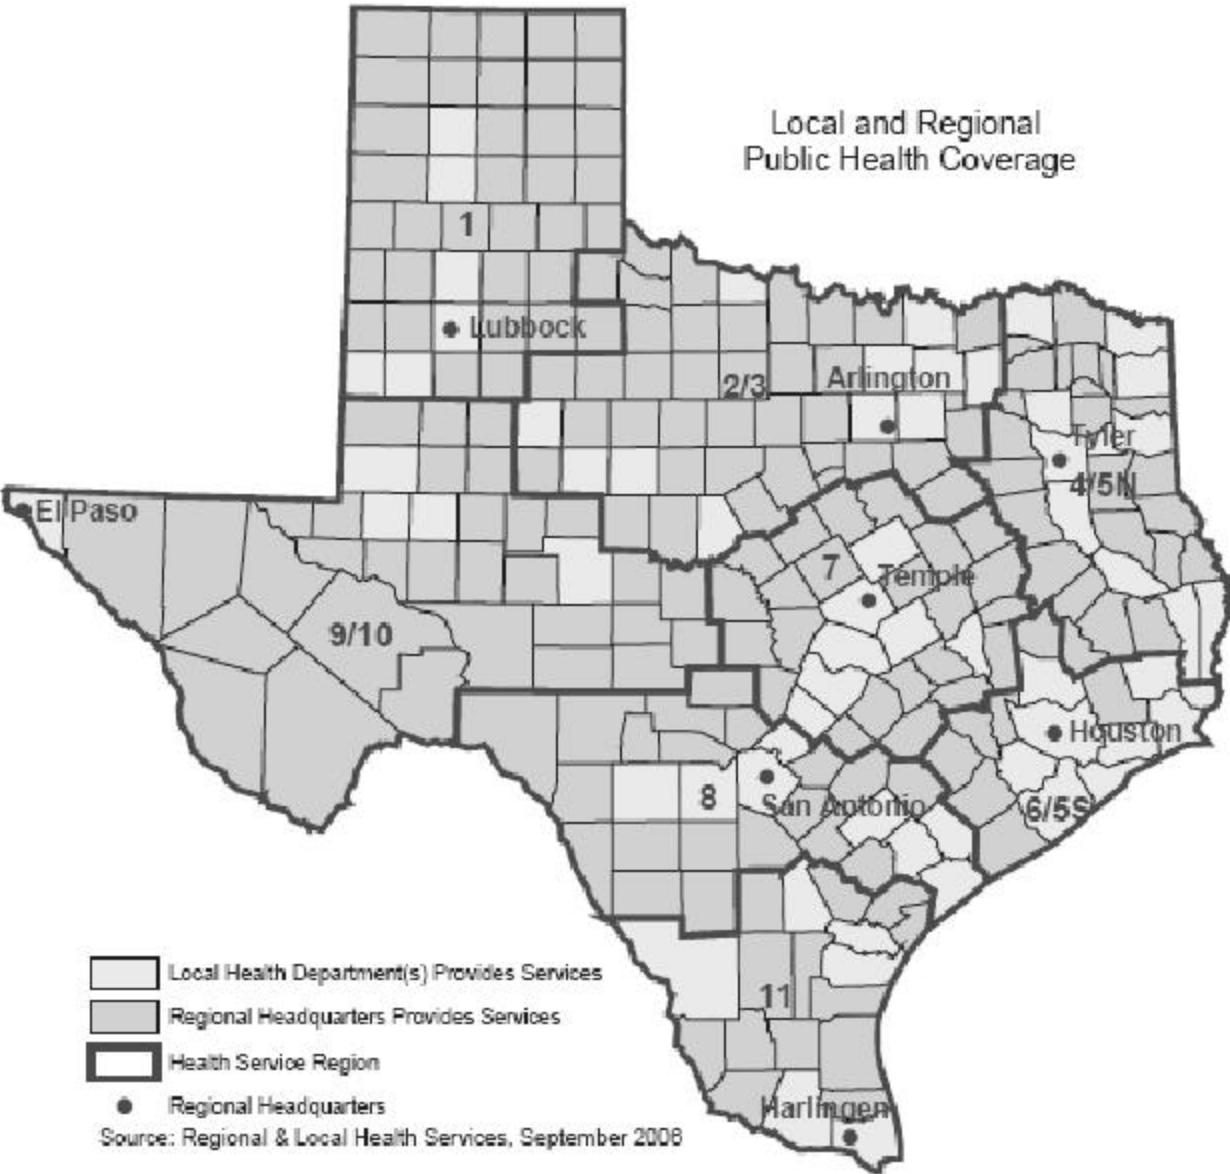 Local and Regional
Public Health Coverage
1
Lubbock
2/3
Arlington
Tyler
4/5N
El Paso
7
Temple
9/10
Houston
8
San Antonio
6/5S
11
Harlingen
Local Health Department(s) Provides Services
Regional Headquarters Provides Services
Health Service Region
Regional Headquarters
Source: Regional & Local Health Services, September 2008